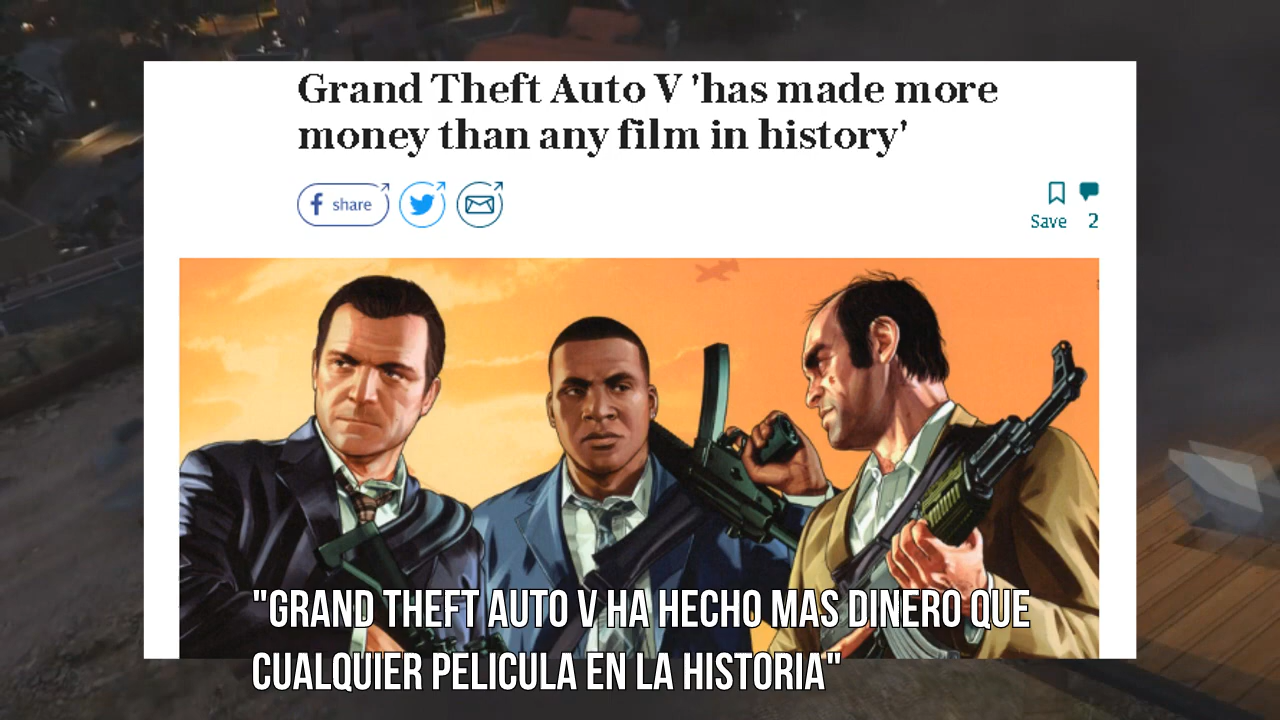 Grand Theft Auto V 'has made more
money than any film in history'
share
Save 2
"GRAND THEFT AUTO V HA HECHO MAS DINERO QUE
CUALQUIER PELICULA EN LA HISTORIA"